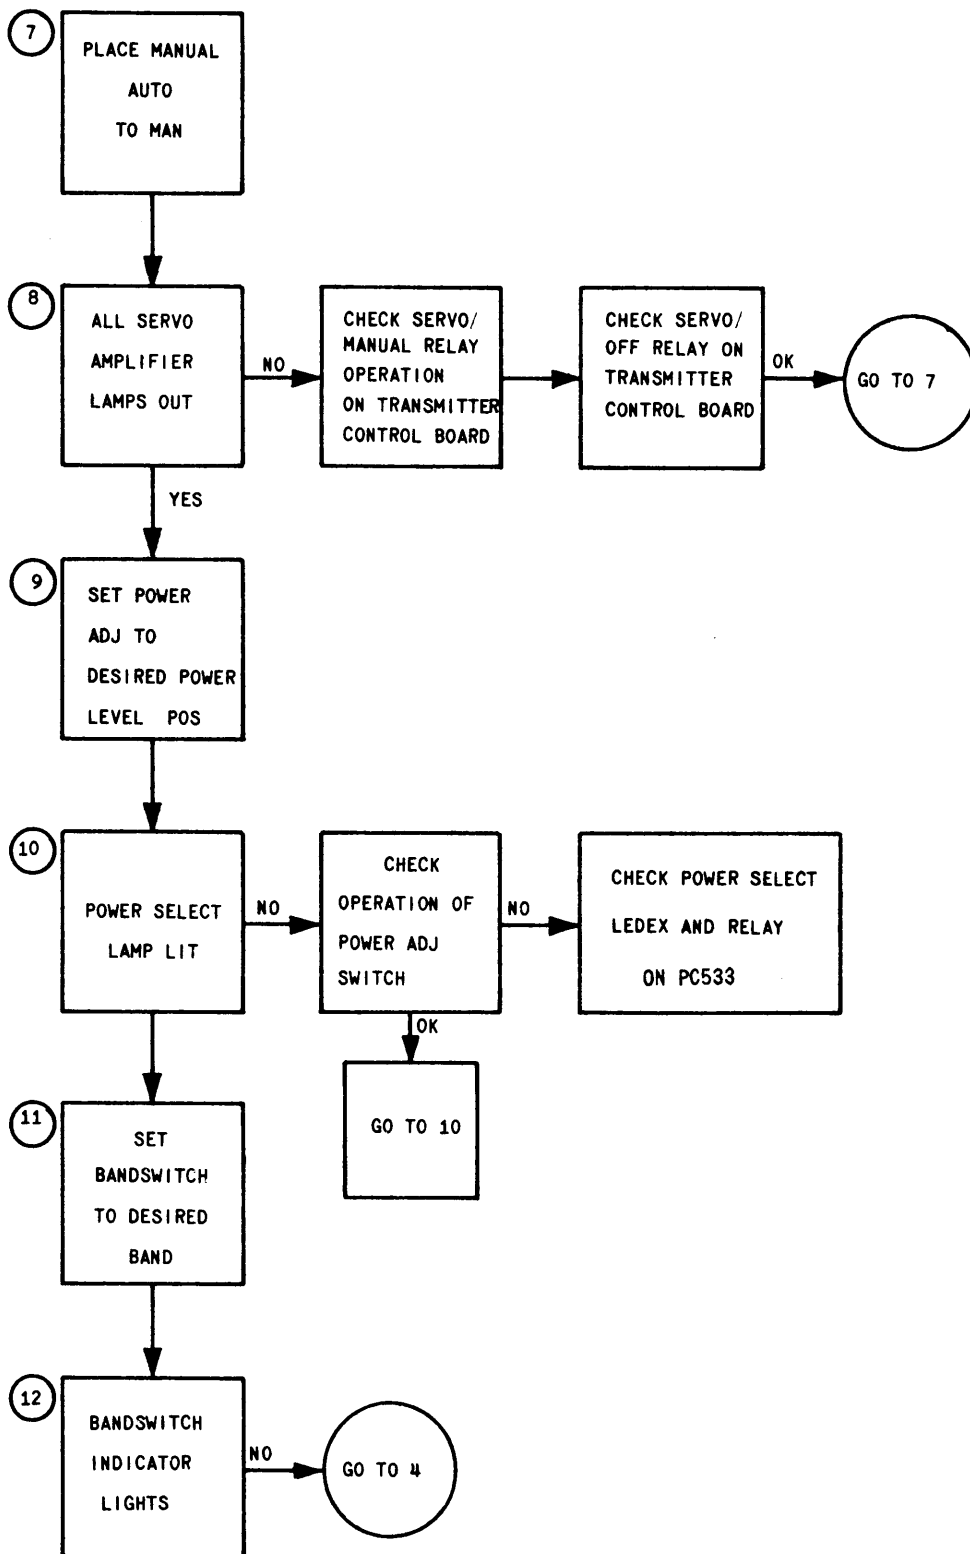 7
PLACE MANUAL
AUTO
TO MAN
8
ALL SERVO
AMPLIFIER
LAMPS OUT
NO
CHECK SERVO/
MANUAL RELAY
OPERATION
ON TRANSMITTER
CONTROL BOARD
CHECK SERVO/
OFF RELAY ON
TRANSMITTER
CONTROL BOARD
OK
GO TO 7
YES
9
SET POWER
ADJ TO
DESIRED POWER
LEVEL POS
10
POWER SELECT
LAMP LIT
NO
CHECK
OPERATION OF
POWER ADJ
SWITCH
NO
CHECK POWER SELECT
LEDEX AND RELAY
ON PC533
OK
GO TO 10
11
SET
BANDSWITCH
TO DESIRED
BAND
12
BANDSWITCH
INDICATOR
LIGHTS
NO
GO TO 4